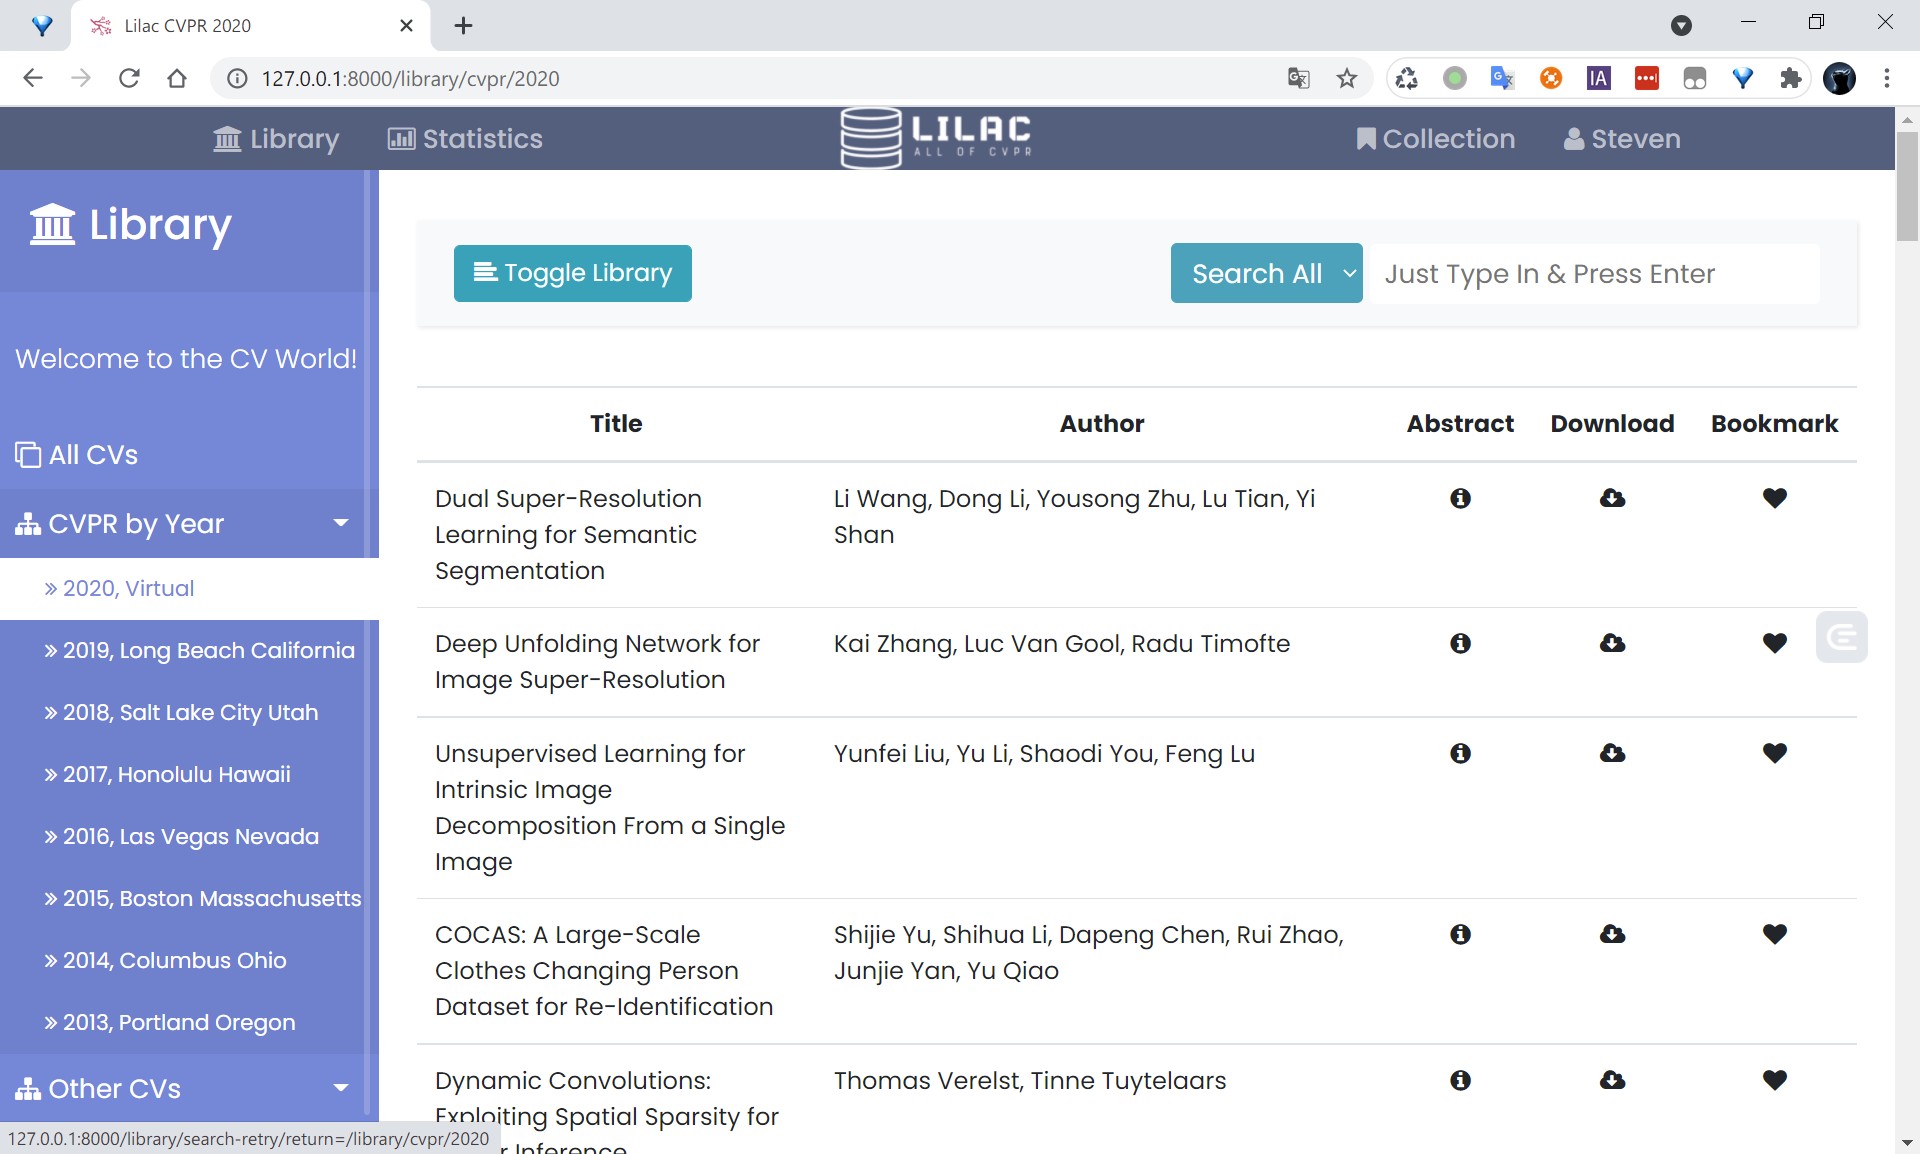 Lilac CVPR 2020
127.0.0.1:8000/library/cvpr/2020
IA
Library
Statistics
LILAC
ALL OF CVPR
Collection
Steven
Library
Welcome to the CV World!
All CVs
CVPR by Year
» 2020, Virtual
» 2019, Long Beach California
» 2018, Salt Lake City Utah
» 2017, Honolulu Hawaii
» 2016, Las Vegas Nevada
» 2015, Boston Massachusetts
» 2014, Columbus Ohio
» 2013, Portland Oregon
Other CVs
Toggle Library
Search All
Just Type In & Press Enter
Title Author Abstract Download Bookmark
Dual Super-Resolution
Learning for Semantic
Segmentation
Li Wang, Dong Li, Yousong Zhu, Lu Tian, Yi
Shan
Deep Unfolding Network for
Image Super-Resolution
Kai Zhang, Luc Van Gool, Radu Timofte
Unsupervised Learning for
Intrinsic Image
Decomposition From a Single
Image
Yunfei Liu, Yu Li, Shaodi You, Feng Lu
COCAS: A Large-Scale
Clothes Changing Person
Dataset for Re-Identification
Shijie Yu, Shihua Li, Dapeng Chen, Rui Zhao,
Junjie Yan, Yu Qiao
Dynamic Convolutions:
Exploiting Spatial Sparsity for
Inference
Thomas Verelst, Tinne Tuytelaars
127.0.0.1:8000/library/search-retry/return=/library/cvpr/2020